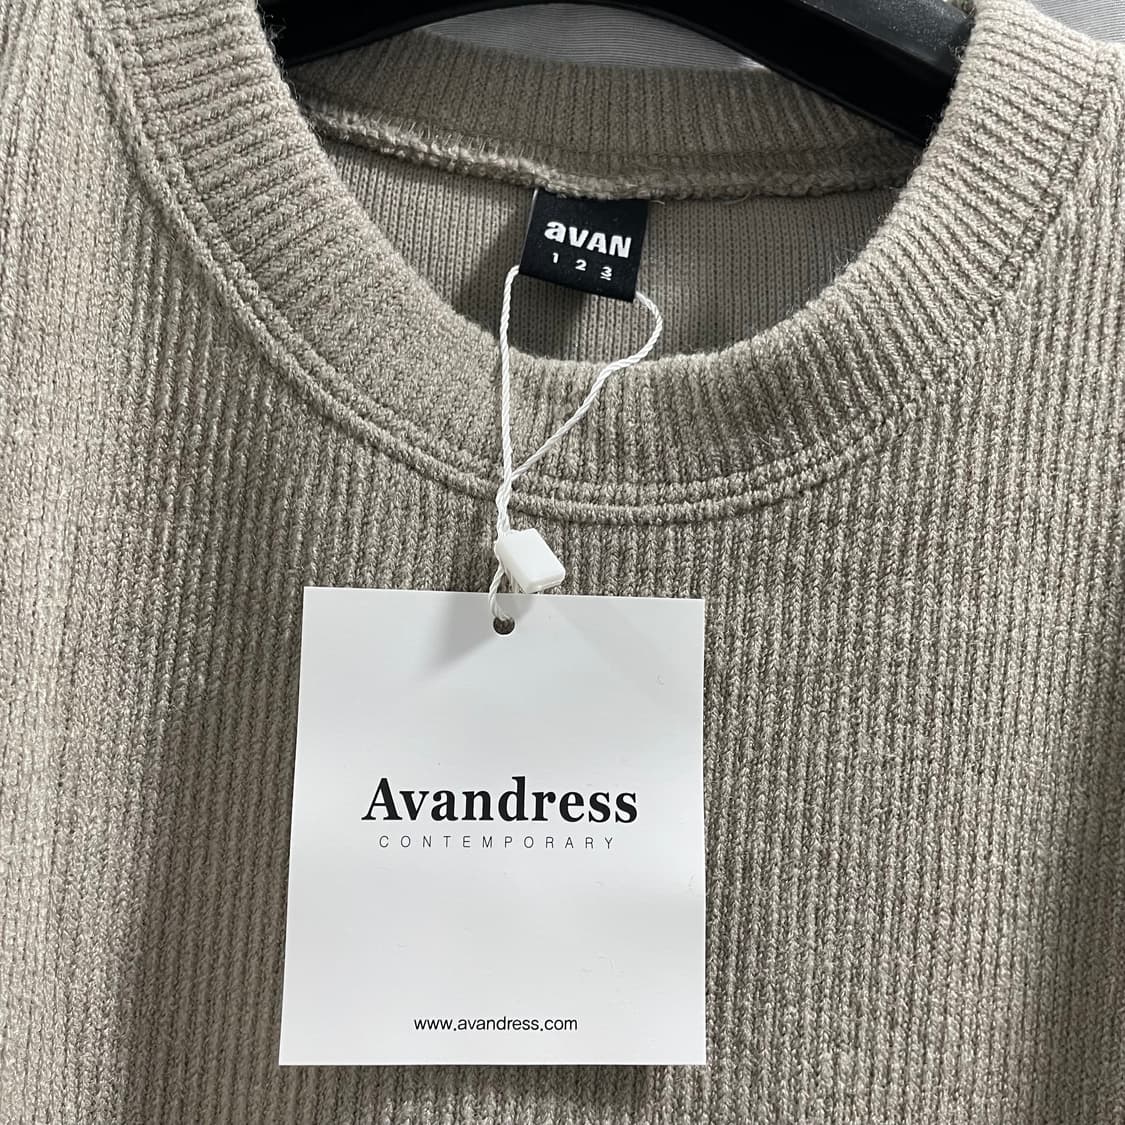 aVAN
1 2 3
Avandress
CONTEMPORARY
www.avandress.com